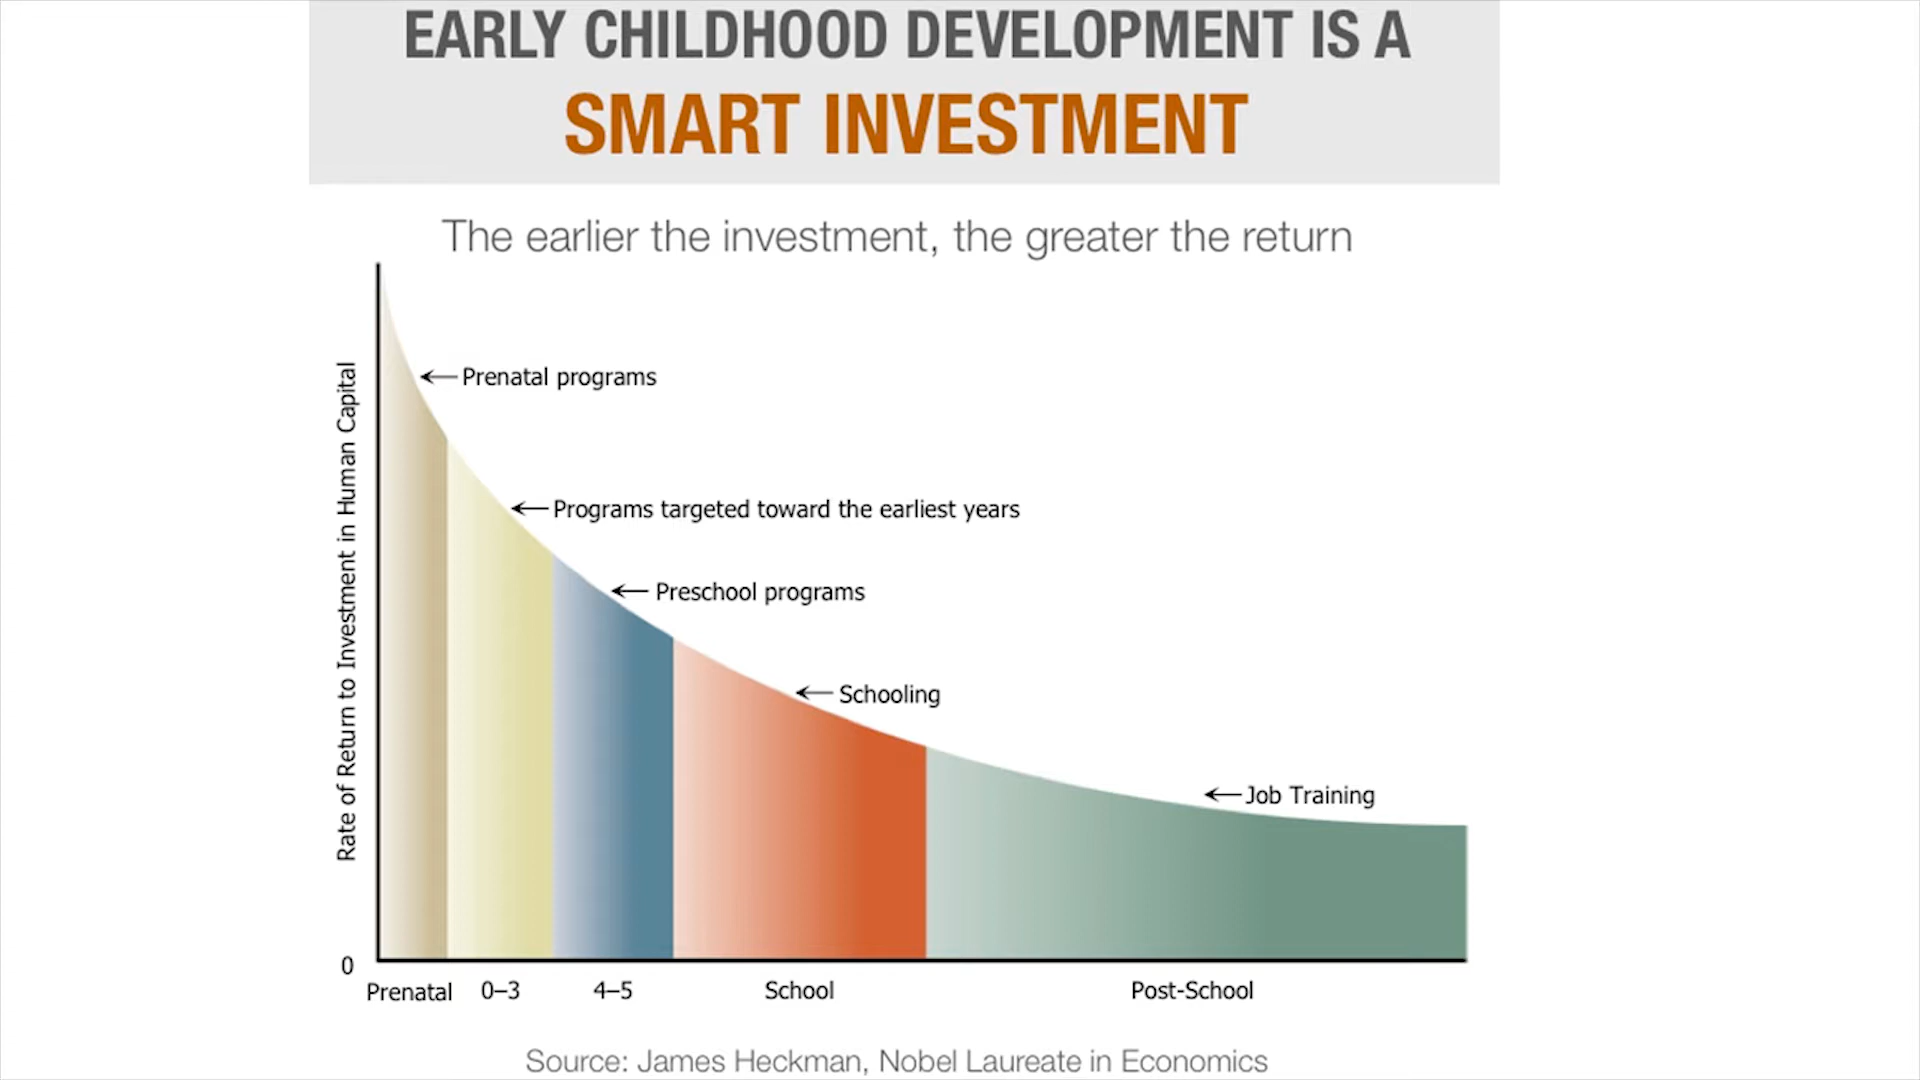 EARLY CHILDHOOD DEVELOPMENT IS A
SMART INVESTMENT
The earlier the investment, the greater the return
Rate of Return to Investment in Human Capital
Prenatal programs
Programs targeted toward the earliest years
Preschool programs
Schooling
Job Training
0
Prenatal
0–3
4–5
School
Post-School
Source: James Heckman, Nobel Laureate in Economics